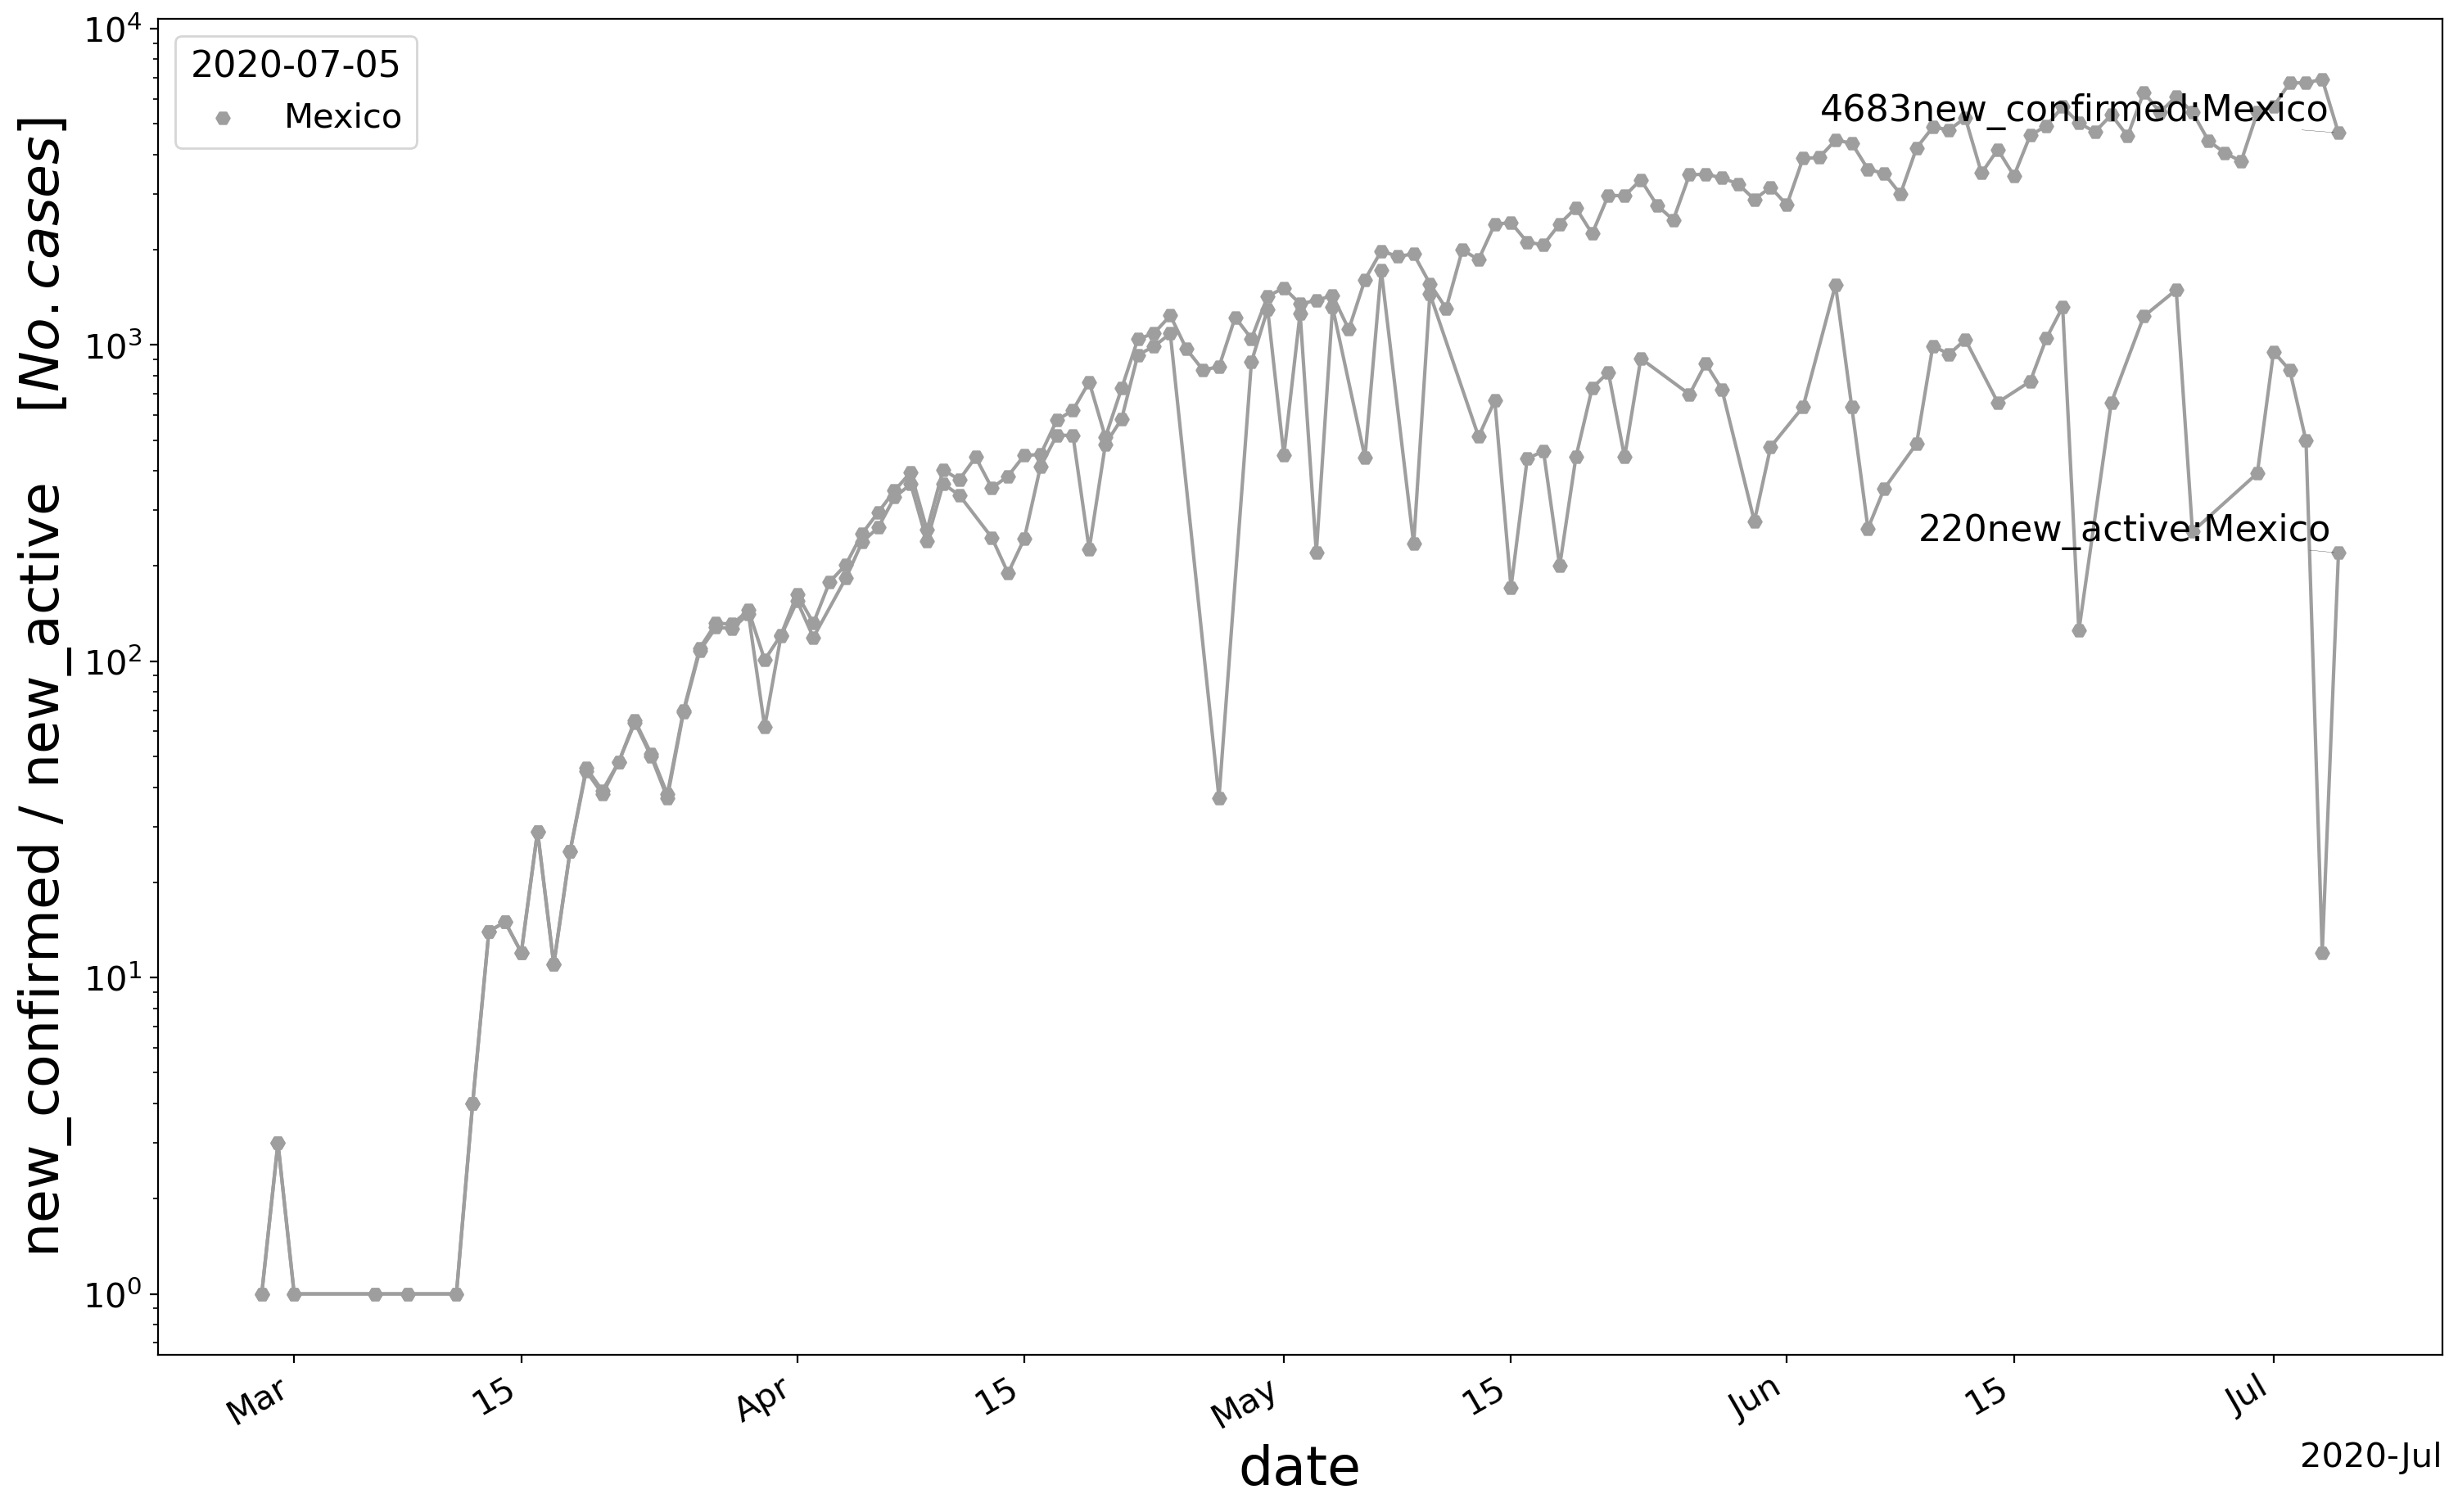 2020-07-05
Mexico
4683new_confirmed:Mexico
220new_active:Mexico
new_confirmed / new_active [No.cases]
10^4
10^3
10^2
10^1
10^0
Mar
15
Apr
15
May
15
Jun
15
Jul
date
2020-Jul